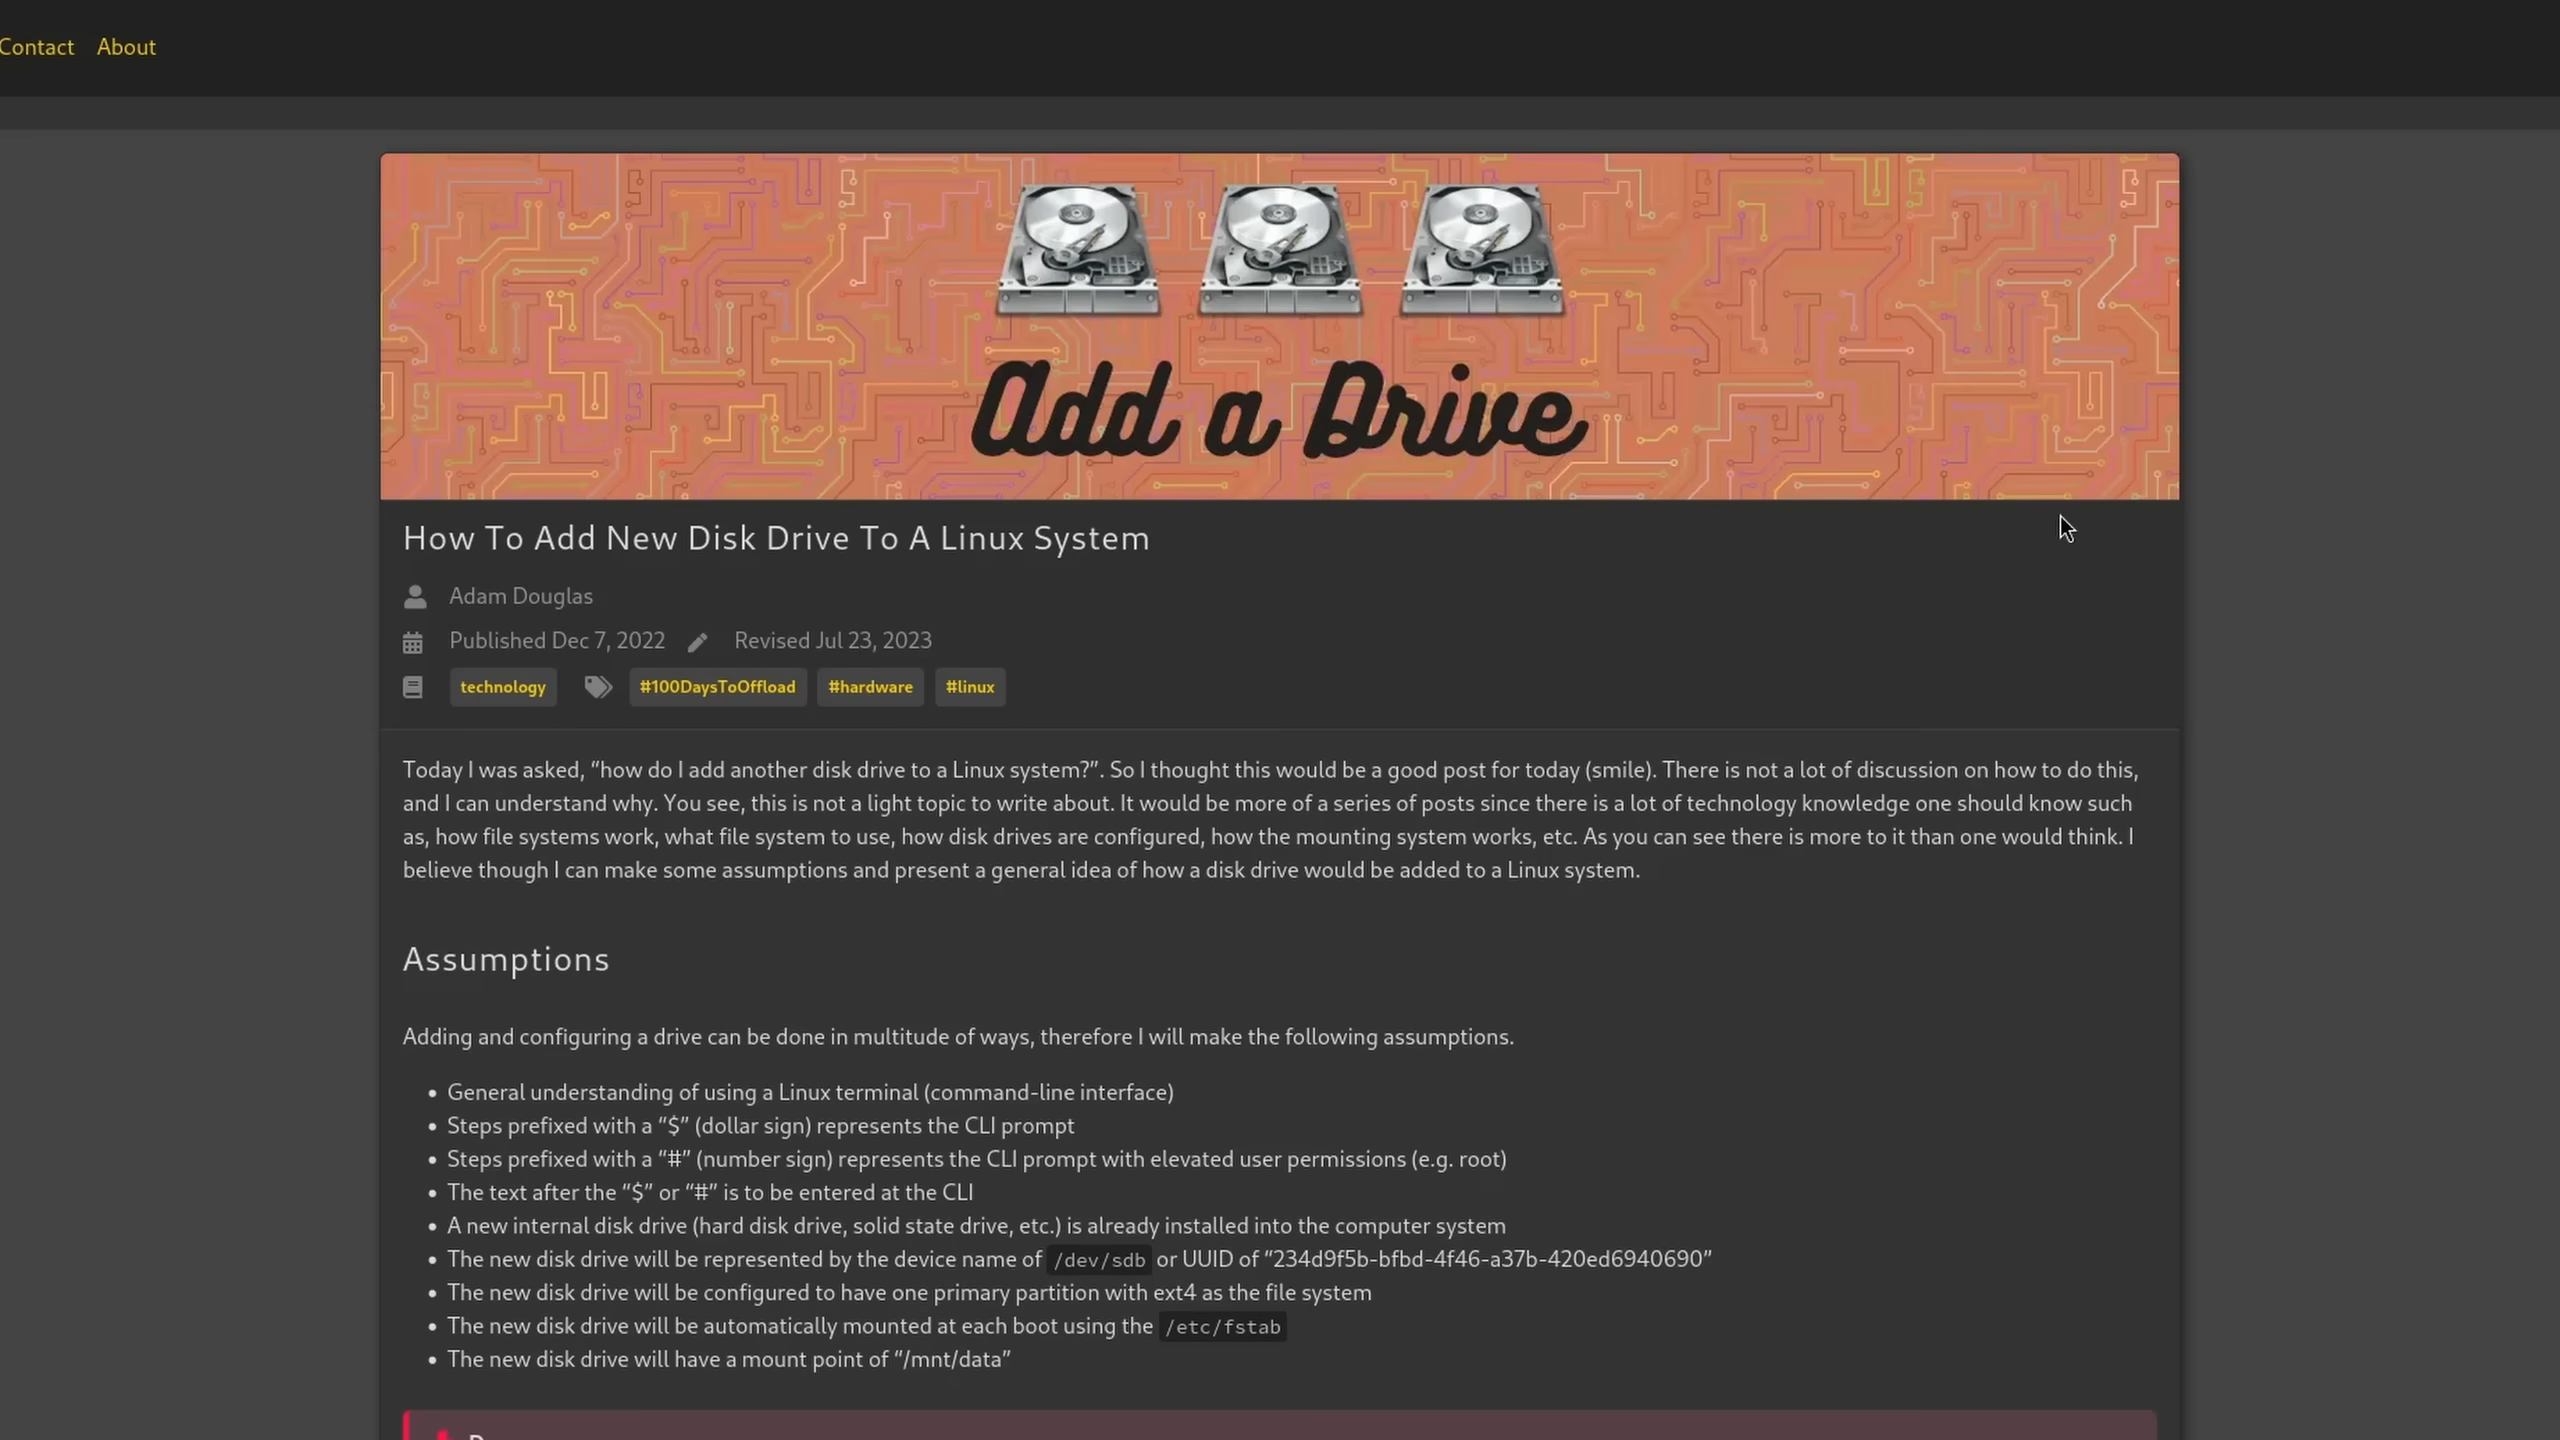 Contact About
Add a Drive
How To Add New Disk Drive To A Linux System
Adam Douglas
Published Dec 7, 2022 Revised Jul 23, 2023
technology #100DaysToOffload #hardware #linux
Today I was asked, “how do I add another disk drive to a Linux system?”. So I thought this would be a good post for today (smile). There is not a lot of discussion on how to do this,
and I can understand why. You see, this is not a light topic to write about. It would be more of a series of posts since there is a lot of technology knowledge one should know such
as, how file systems work, what file system to use, how disk drives are configured, how the mounting system works, etc. As you can see there is more to it than one would think. I
believe though I can make some assumptions and present a general idea of how a disk drive would be added to a Linux system.
Assumptions
Adding and configuring a drive can be done in multitude of ways, therefore I will make the following assumptions.
• General understanding of using a Linux terminal (command-line interface)
• Steps prefixed with a “$” (dollar sign) represents the CLI prompt
• Steps prefixed with a “#” (number sign) represents the CLI prompt with elevated user permissions (e.g. root)
• The text after the “$” or “#” is to be entered at the CLI
• A new internal disk drive (hard disk drive, solid state drive, etc.) is already installed into the computer system
• The new disk drive will be represented by the device name of /dev/sdb or UUID of “234d9f5b-bfbd-4f46-a37b-420ed6940690”
• The new disk drive will be configured to have one primary partition with ext4 as the file system
• The new disk drive will be automatically mounted at each boot using the /etc/fstab
• The new disk drive will have a mount point of “/mnt/data”